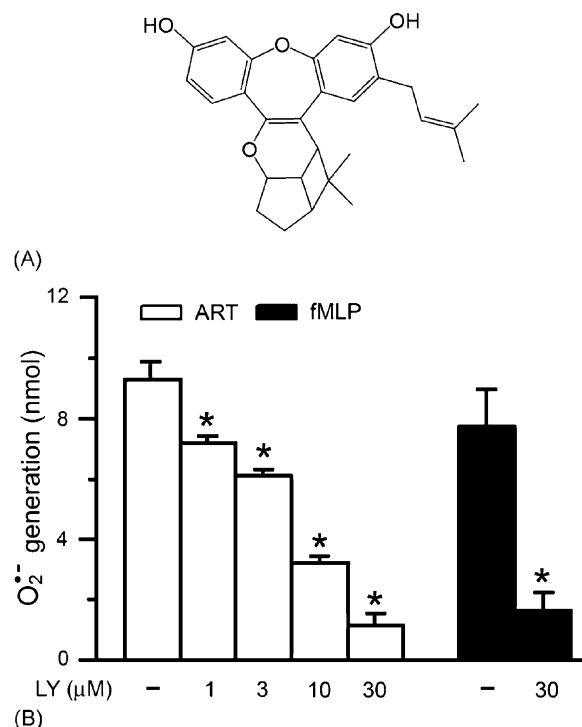 HO
O
OH
O
(A)
12
ART
fMLP
8
4
0
O₂•⁻ generation (nmol)
*
*
*
*
*
LY (μM)
–
1
3
10
30
–
30
(B)